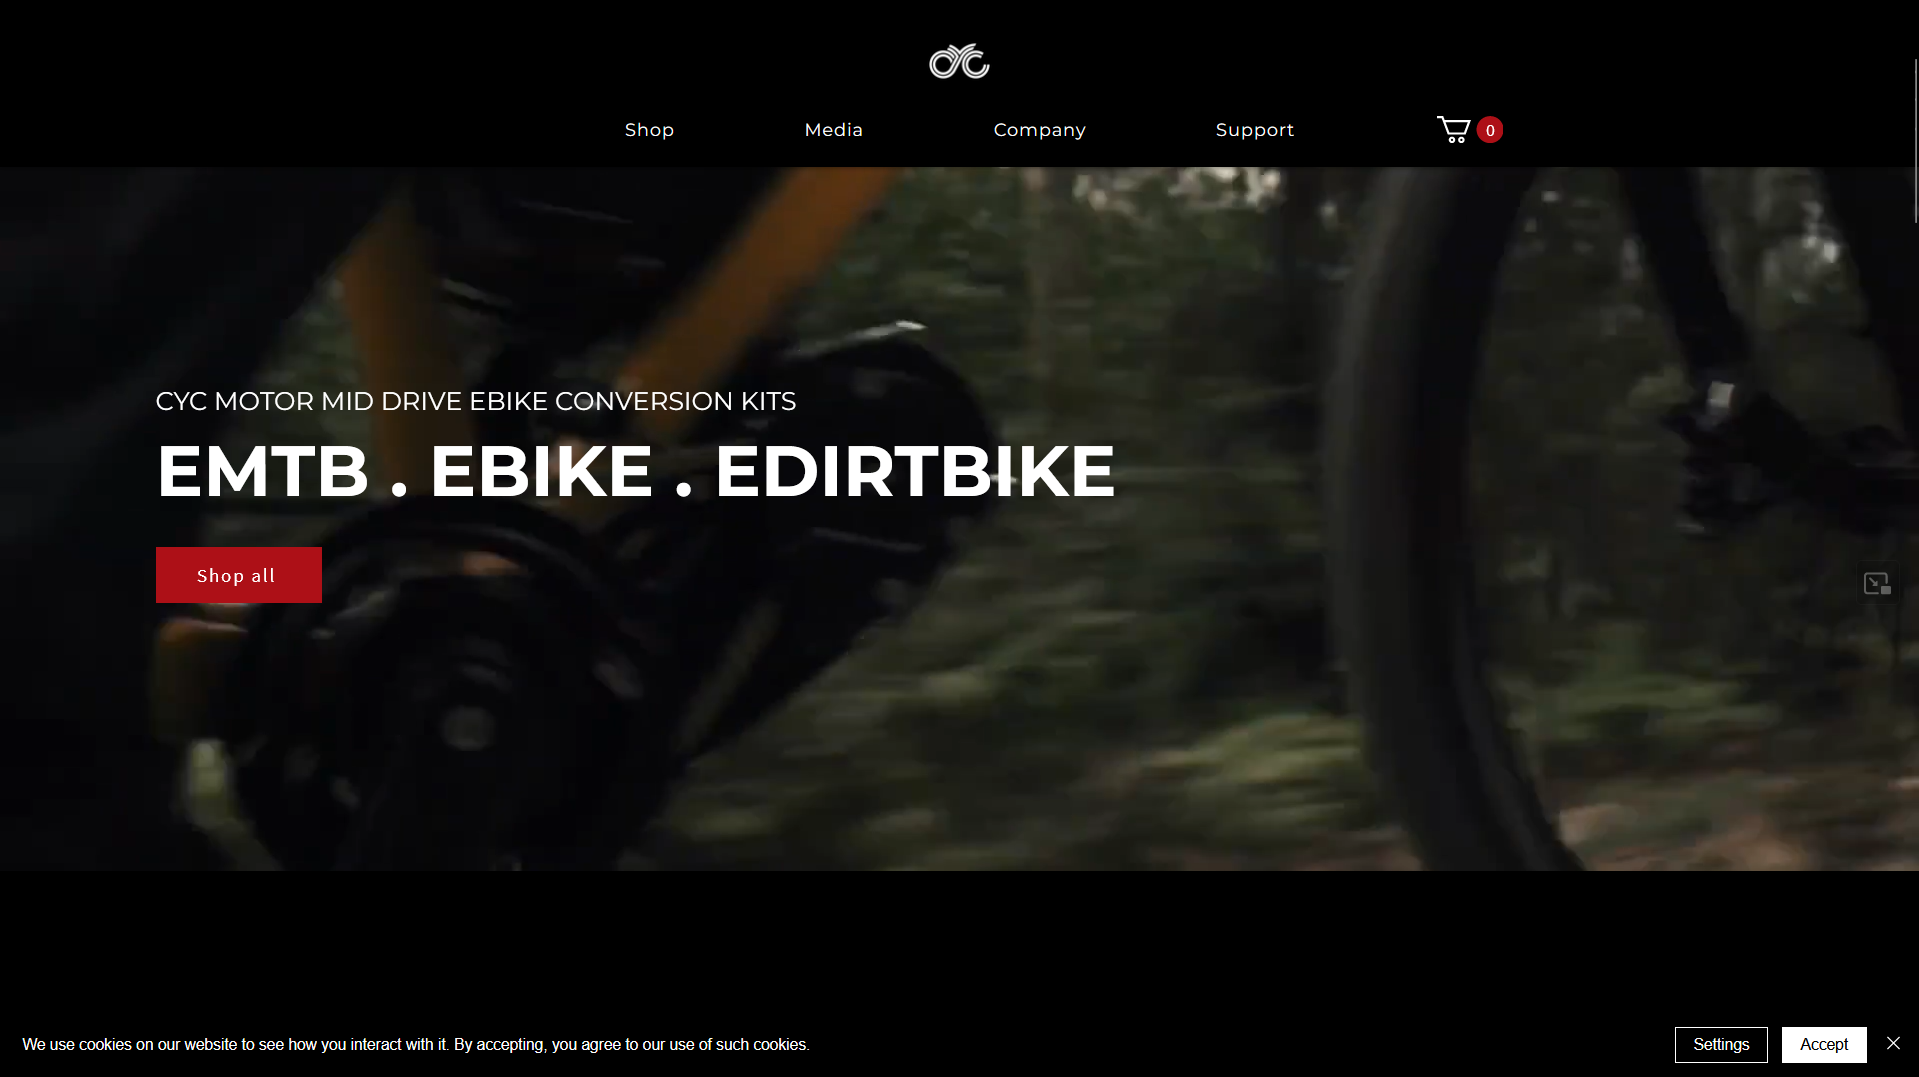 CYC
Shop Media Company Support 0
CYC MOTOR MID DRIVE EBIKE CONVERSION KITS
EMTB . EBIKE . EDIRTBIKE
Shop all
We use cookies on our website to see how you interact with it. By accepting, you agree to our use of such cookies. Settings Accept